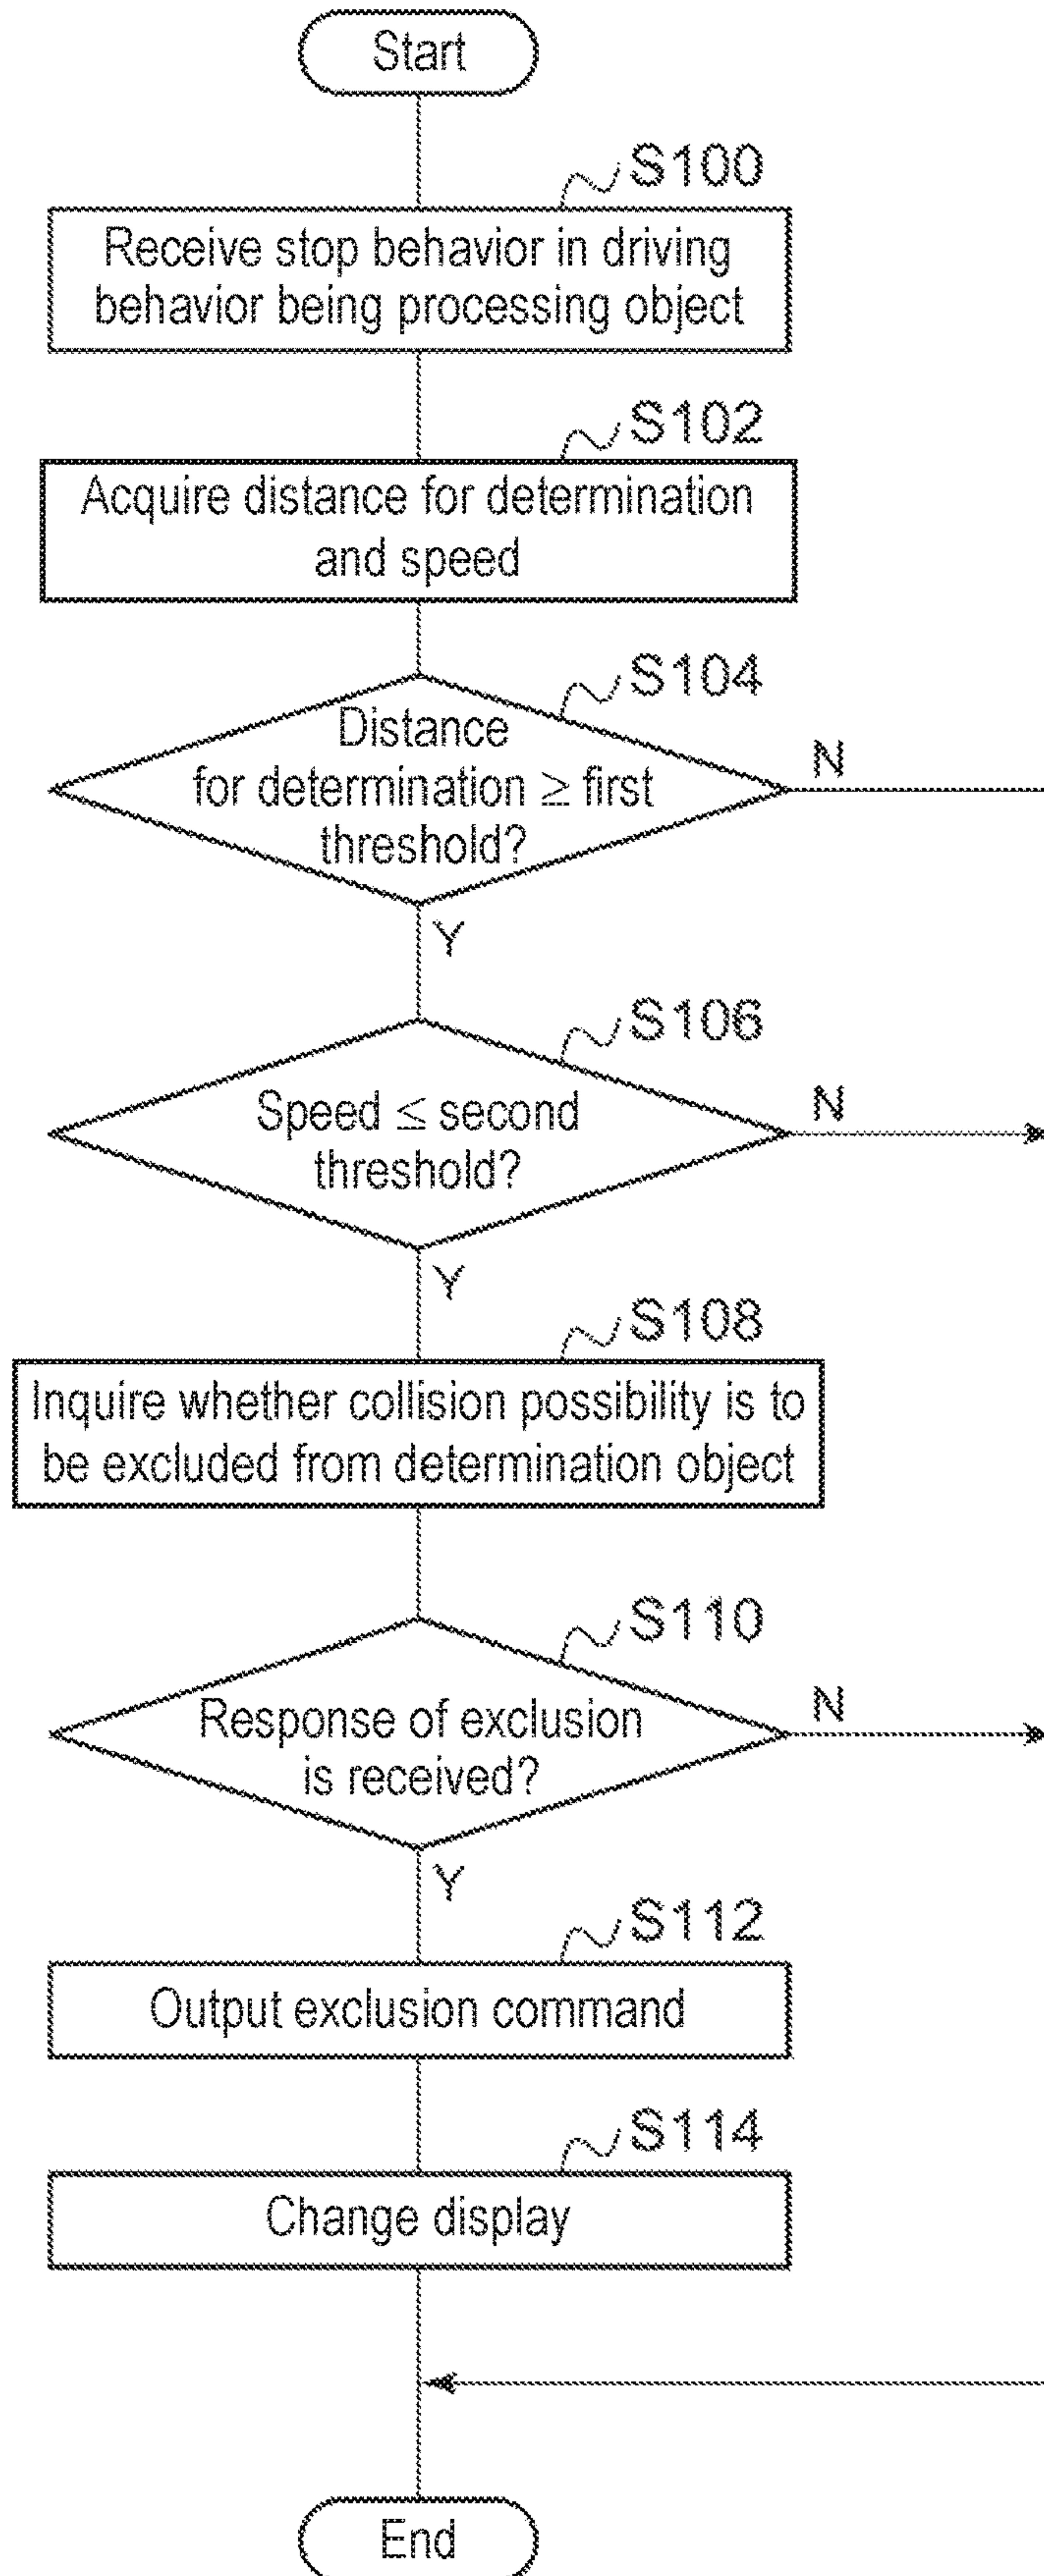 Start
S100
Receive stop behavior in driving
behavior being processing object
S102
Acquire distance for determination
and speed
S104
Distance
for determination ≥ first
threshold?
N
Y
S106
Speed ≤ second
threshold?
N
Y
S108
Inquire whether collision possibility is to
be excluded from determination object
S110
Response of exclusion
is received?
N
Y
S112
Output exclusion command
S114
Change display
End